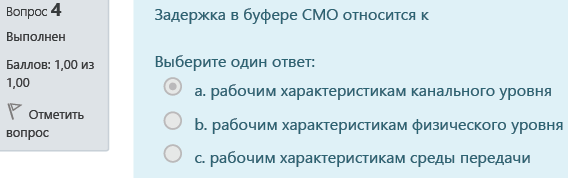 Вопрос 4
Выполнен
Баллов: 1,00 из
1,00
Отметить
вопрос
Задержка в буфере СМО относится к
Выберите один ответ:
a. рабочим характеристикам канального уровня
b. рабочим характеристикам физического уровня
c. рабочим характеристикам среды передачи